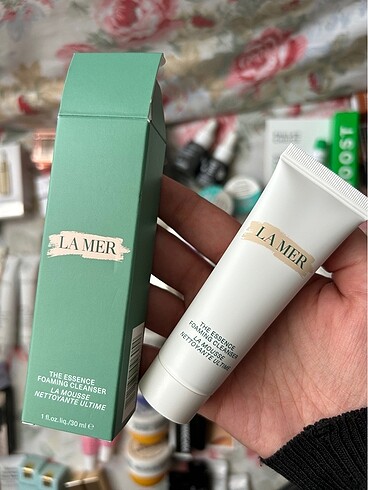 LA MER
THE ESSENCE
FOAMING CLEANSER
LA MOUSSE
NETTOYANTE ULTIME
1 fl.oz.liq./30 ml ℮
LA MER
THE ESSENCE
FOAMING CLEANSER
LA MOUSSE
NETTOYANTE ULTIME
BOOST